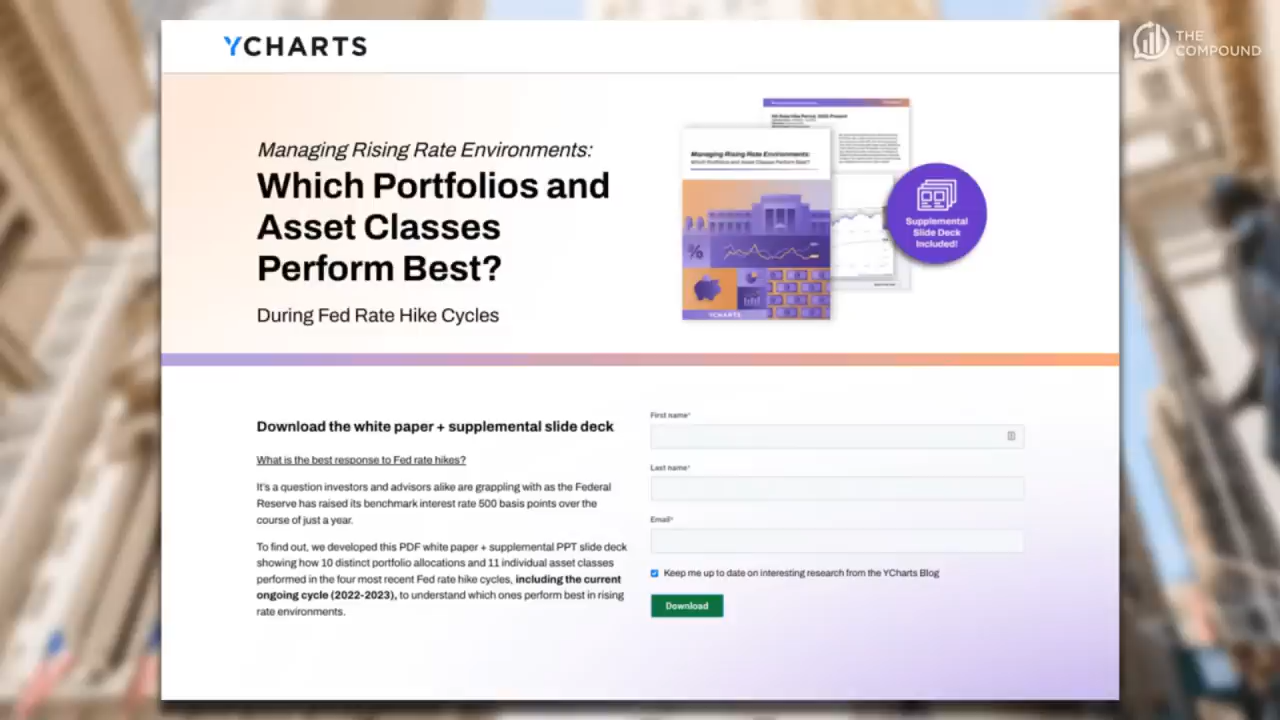 YCHARTS
THE
COMPOUND
Managing Rising Rate Environments:
Which Portfolios and
Asset Classes
Perform Best?
During Fed Rate Hike Cycles
Managing Rising Rate Environments:
Which Portfolios and Asset Classes Perform Best?
%
YCHARTS
Supplemental
Slide Deck
Included!
Download the white paper + supplemental slide deck
What is the best response to Fed rate hikes?
It's a question investors and advisors alike are grappling with as the Federal
Reserve has raised its benchmark interest rate 500 basis points over the
course of just a year.
To find out, we developed this PDF white paper + supplemental PPT slide deck
showing how 10 distinct portfolio allocations and 11 individual asset classes
performed in the four most recent Fed rate hike cycles, including the current
ongoing cycle (2022-2023), to understand which ones perform best in rising
rate environments.
First name*
Last name*
Email*
Keep me up to date on interesting research from the YCharts Blog
Download